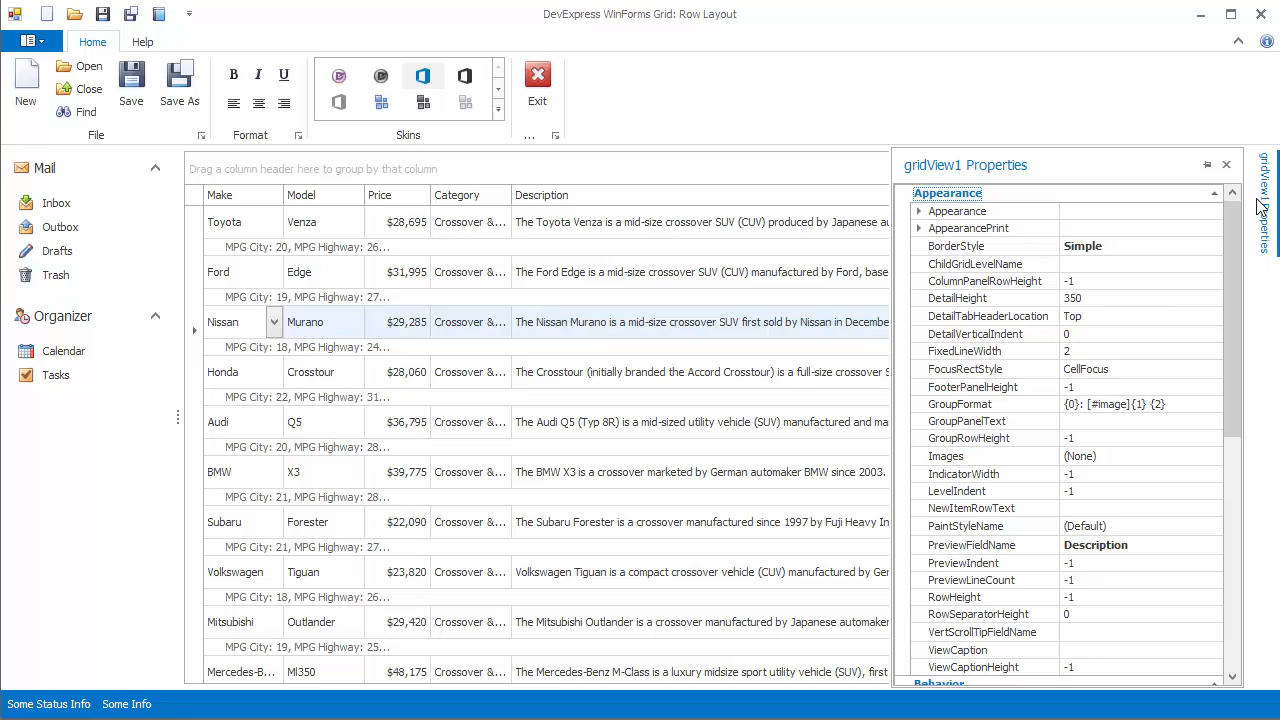 DevExpress WinForms Grid: Row Layout
Home
Help
New
Open
Close
Find
Save
Save As
B I U
Exit
File
Format
Skins
...
Mail
Inbox
Outbox
Drafts
Trash
Organizer
Calendar
Tasks
Drag a column header here to group by that column
Make Model Price Category Description
Toyota Venza $28,695 Crossover &... The Toyota Venza is a mid-size crossover SUV (CUV) produced by Japanese au
MPG City: 20, MPG Highway: 26...
Ford Edge $31,995 Crossover &... The Ford Edge is a mid-size crossover SUV (CUV) manufactured by Ford, base
MPG City: 19, MPG Highway: 27...
Nissan Murano $29,285 Crossover &... The Nissan Murano is a mid-size crossover SUV first sold by Nissan in Decembe
MPG City: 18, MPG Highway: 24...
Honda Crosstour $28,060 Crossover &... The Crosstour (initially branded the Accord Crosstour) is a full-size crossover S
MPG City: 22, MPG Highway: 31...
Audi Q5 $36,795 Crossover &... The Audi Q5 (Typ 8R) is a mid-sized utility vehicle (SUV) manufactured and ma
MPG City: 20, MPG Highway: 28...
BMW X3 $39,775 Crossover &... The BMW X3 is a crossover marketed by German automaker BMW since 2003.
MPG City: 21, MPG Highway: 28...
Subaru Forester $22,090 Crossover &... The Subaru Forester is a crossover manufactured since 1997 by Fuji Heavy In
MPG City: 21, MPG Highway: 27...
Volkswagen Tiguan $23,820 Crossover &... Volkswagen Tiguan is a compact crossover vehicle (CUV) manufactured by Ger
MPG City: 18, MPG Highway: 26...
Mitsubishi Outlander $29,420 Crossover &... The Mitsubishi Outlander is a crossover manufactured by Japanese automaker
MPG City: 19, MPG Highway: 25...
Mercedes-B... Ml350 $48,175 Crossover &... The Mercedes-Benz M-Class is a luxury midsize sport utility vehicle (SUV), first
gridView1 Properties
Appearance
Appearance
AppearancePrint
BorderStyle Simple
ChildGridLevelName
ColumnPanelRowHeight -1
DetailHeight 350
DetailTabHeaderLocation Top
DetailVerticalIndent 0
FixedLineWidth 2
FocusRectStyle CellFocus
FooterPanelHeight -1
GroupFormat {0}: [#image]{1} {2}
GroupPanelText
GroupRowHeight -1
Images (None)
IndicatorWidth -1
LevelIndent -1
NewItemRowText
PaintStyleName (Default)
PreviewFieldName Description
PreviewIndent -1
PreviewLineCount -1
RowHeight -1
RowSeparatorHeight 0
VertScrollTipFieldName
ViewCaption
ViewCaptionHeight -1
Behavior
gridView1 Properties
Some Status Info
Some Info